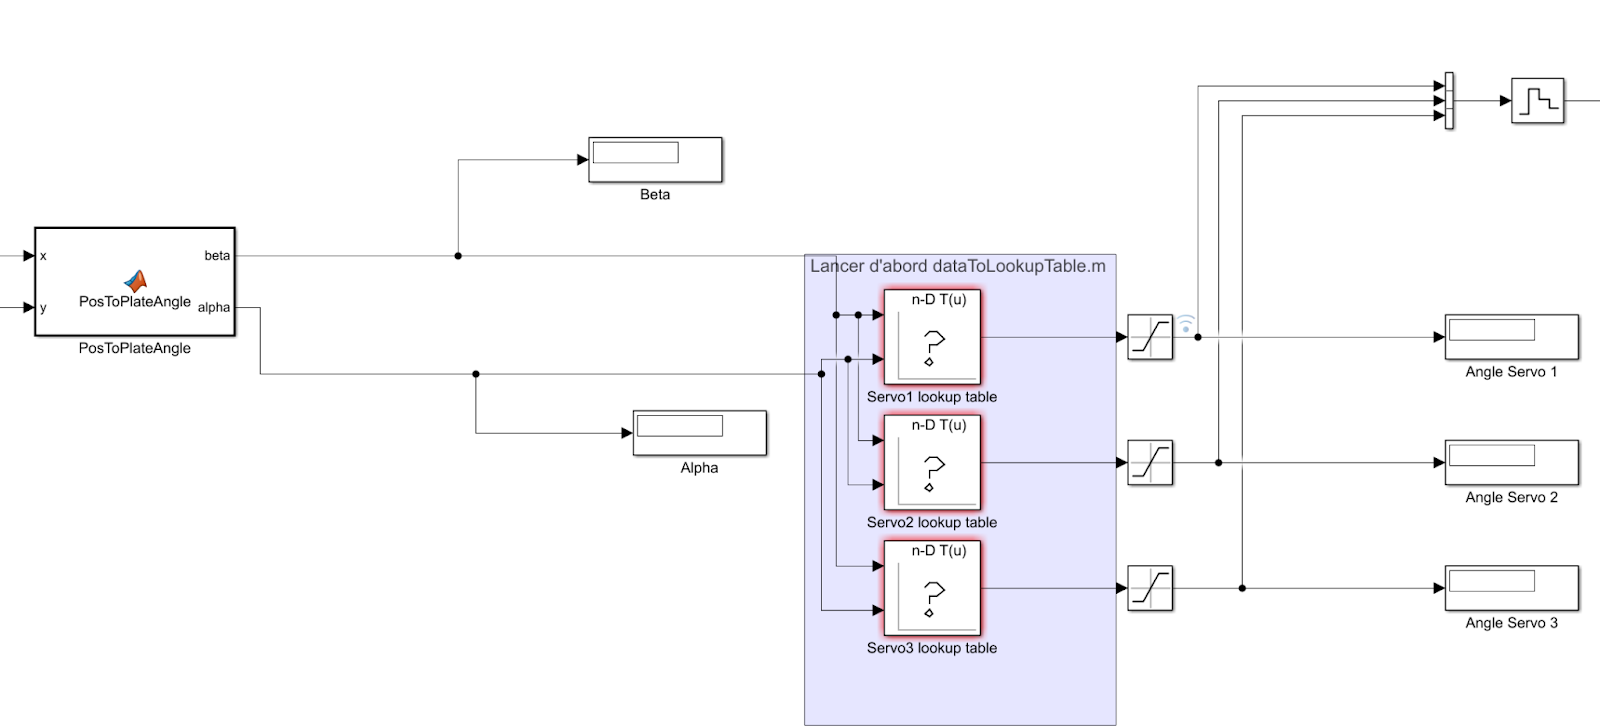 Beta
x
beta
y
PosToPlateAngle
alpha
PosToPlateAngle
Alpha
Lancer d'abord dataToLookupTable.m
n-D T(u)
?
Servo1 lookup table
n-D T(u)
?
Servo2 lookup table
n-D T(u)
?
Servo3 lookup table
Angle Servo 1
Angle Servo 2
Angle Servo 3